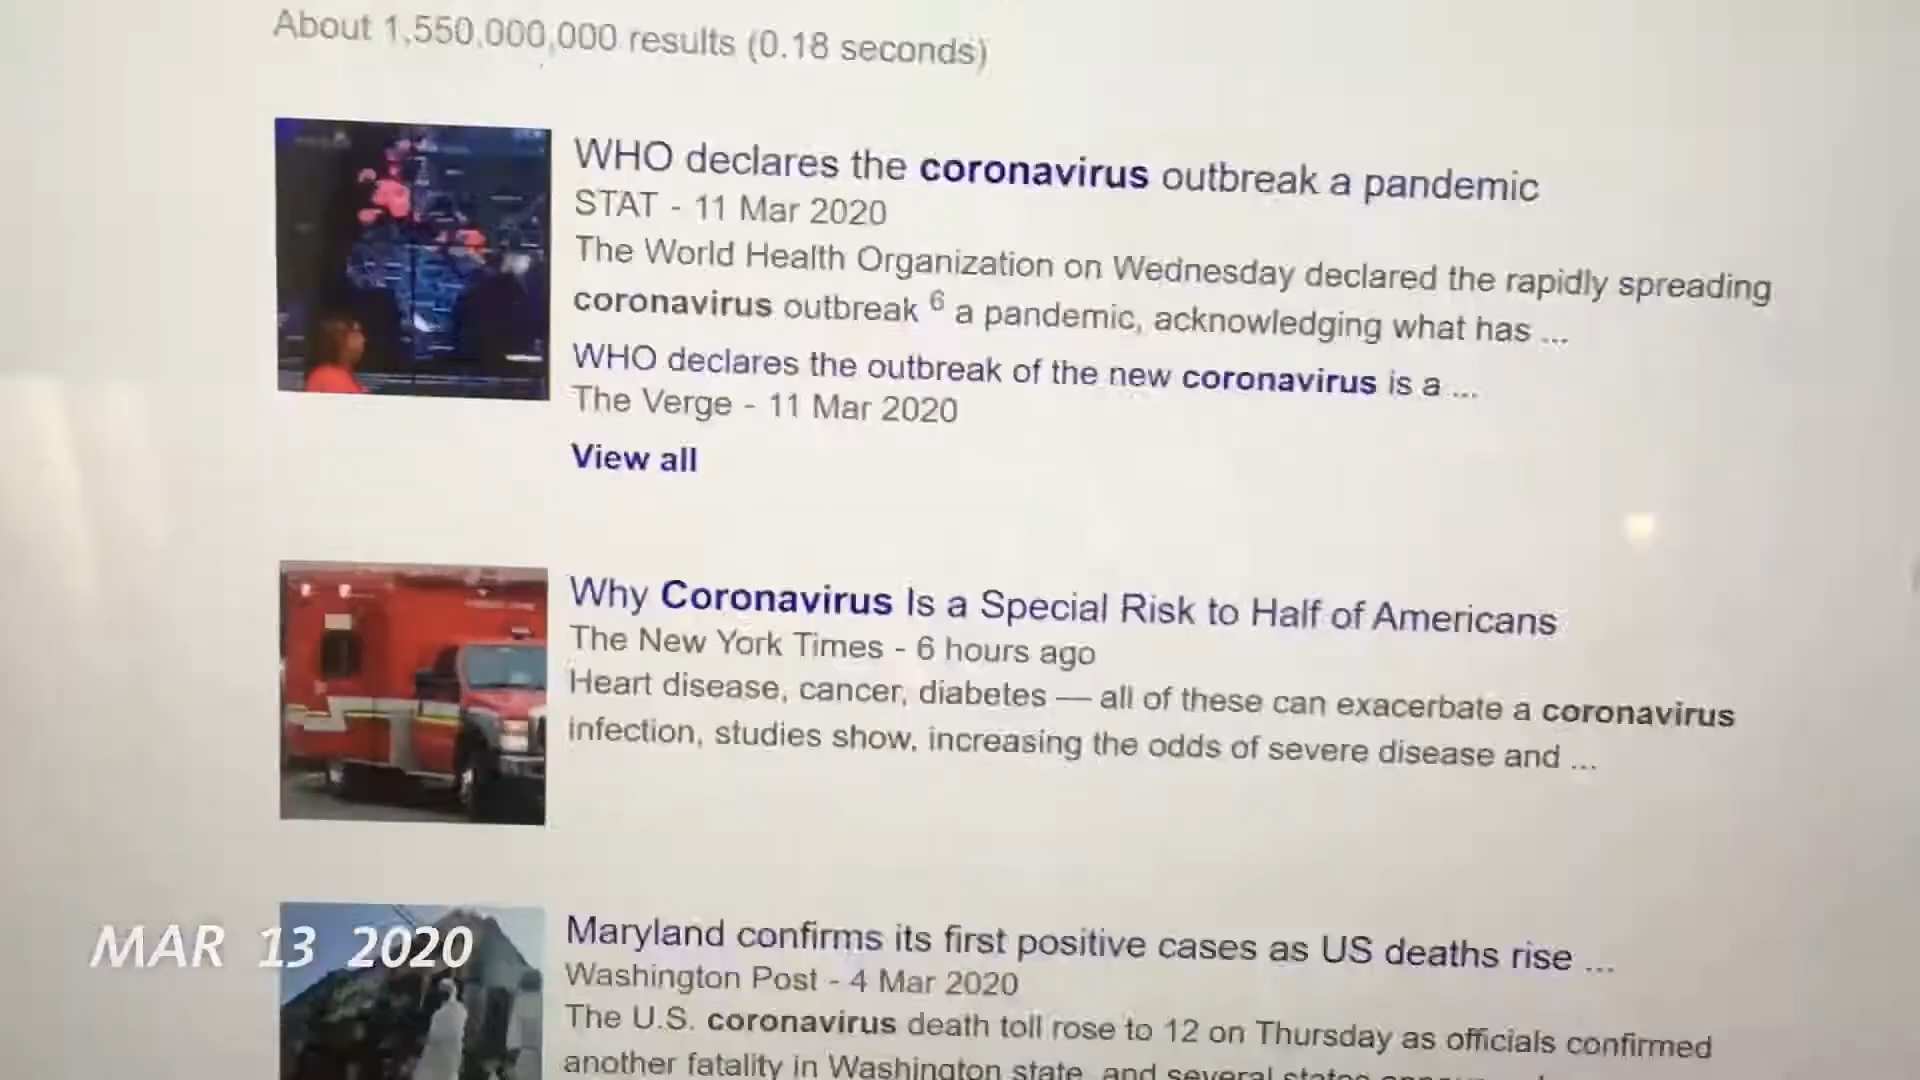 About 1,550,000,000 results (0.18 seconds)
WHO declares the coronavirus outbreak a pandemic
STAT - 11 Mar 2020
The World Health Organization on Wednesday declared the rapidly spreading
coronavirus outbreak 6 a pandemic, acknowledging what has ...
WHO declares the outbreak of the new coronavirus is a ...
The Verge - 11 Mar 2020
View all
Why Coronavirus Is a Special Risk to Half of Americans
The New York Times - 6 hours ago
Heart disease, cancer, diabetes — all of these can exacerbate a coronavirus
infection, studies show, increasing the odds of severe disease and ...
MAR 13 2020
Maryland confirms its first positive cases as US deaths rise ...
Washington Post - 4 Mar 2020
The U.S. coronavirus death toll rose to 12 on Thursday as officials confirmed
another fatality in Washington state, and several states